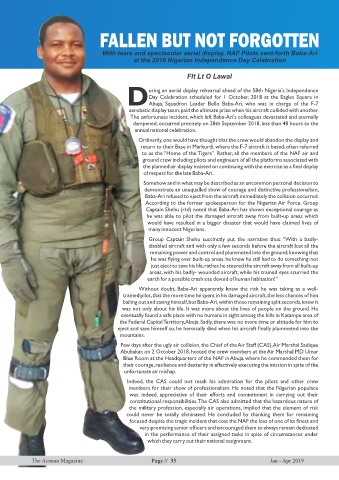 FALLEN BUT NOT FORGOTTEN
With tears and spectacular aerial display, NAF Pilots sent-forth Baba-Ari
at the 2018 Nigerian Independence Day Celebration
Flt Lt O Lawal
During an aerial display rehearsal ahead of the 58th Nigeria's Independence
Day Celebration scheduled for 1 October, 2018 at the Eagles Square in
Abuja, Squadron Leader Bello Baba-Ari, who was in charge of the F-7
aerobatic display team, paid the ultimate price when his aircraft collided with another.
The unfortunate incident, which left Baba-Ari's colleagues devastated and eternally
dampened, occurred precisely on 28th September 2018, less than 48 hours to the
annual national celebration.
Ordinarily, one would have thought that the crew would abandon the display and
return to their Base in Makurdi, where the F-7 aircraft is based, often referred
to as the "Home of the Tigers". Rather, all the members of the NAF air and
ground crew including pilots and engineers of all the platforms associated with
the planned air display insisted on continuing with the exercise as a final display
of respect for the late Baba-Ari.
Somehow and in what may be described as an uncommon personal decision to
demonstrate an unequalled show of courage and distinctive professionalism,
Baba-Ari refused to eject from the aircraft immediately the collision occurred.
According to the former spokesperson for the Nigerian Air Force, Group
Captain Shehu (rtd) noted that Baba-Ari has shown exceptional courage as
he was able to pilot the damaged aircraft away from built-up areas which
would have resulted in a bigger disaster that would have claimed lives of
many innocent Nigerians.
Group Captain Shehu succinctly put the narrative thus: "With a badly-
disabled aircraft and with only a few seconds before the aircraft lost all the
remaining power and control and plummeted into the ground, knowing that
he was flying over built-up areas, he knew he still had to do something not
just eject to save his life, rather, he steered the aircraft away from all built-up
areas, with his badly- wounded aircraft, while his trained eyes scurried the
earth for a possible crash site devoid of human habitation"
Without doubt, Baba-Ari apparently knew the risk he was taking as a well-
trained pilot, that the more time he spent in his damaged aircraft, the less chances of him
bailing out and saving himself, but Baba-Ari, within those remaining split seconds, knew it
was not only about his life. It was more about the lives of people on the ground. He
eventually found a safe place with no humans in sight among the hills in Katampe area of
the Federal Capital Territory, Abuja. Sadly, there was no more time or altitude for him to
eject and save himself so, he heroically died when his aircraft finally plummeted into the
mountains.
Few days after the ugly air collision, the Chief of the Air Staff (CAS), Air Marshal Sadique
Abubakar, on 2 October 2018, hosted the crew members at the Air Marshal MD Umar
Blue Room at the Headquarters of the NAF in Abuja, where he commended them for
their courage, resilience and dexterity in effectively executing the mission in spite of the
unfortunate air mishap.
Indeed, the CAS could not mask his admiration for the pilots and other crew
members for their show of professionalism. He noted that the Nigerian populace
was, indeed, appreciative of their efforts and commitment in carrying out their
constitutional responsibilities. The CAS also admitted that the hazardous nature of
the military profession, especially air operations, implied that the element of risk
could never be totally eliminated. He concluded by thanking them for remaining
focused despite the tragic incident that cost the NAF the loss of one of its finest and
very promising senior officers and encouraged them to always remain dedicated
in the performance of their assigned tasks in spite of circumstances under
which they carry out their national assignment.
The Airman Magazine
Page // 33
Jan - Apr 2019